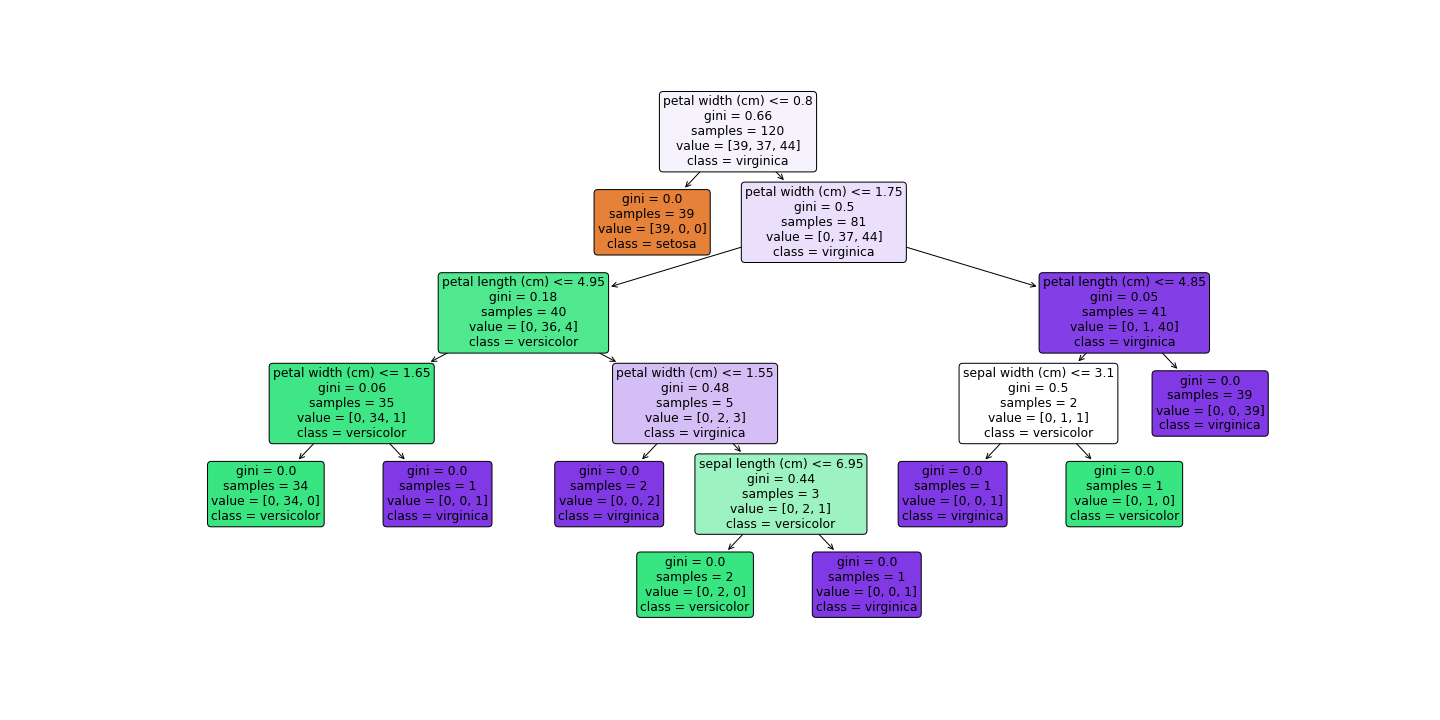 petal width (cm) <= 0.8
gini = 0.66
samples = 120
value = [39, 37, 44]
class = virginica
gini = 0.0
samples = 39
value = [39, 0, 0]
class = setosa
petal width (cm) <= 1.75
gini = 0.5
samples = 81
value = [0, 37, 44]
class = virginica
petal length (cm) <= 4.95
gini = 0.18
samples = 40
value = [0, 36, 4]
class = versicolor
petal length (cm) <= 4.85
gini = 0.05
samples = 41
value = [0, 1, 40]
class = virginica
petal width (cm) <= 1.65
gini = 0.06
samples = 35
value = [0, 34, 1]
class = versicolor
petal width (cm) <= 1.55
gini = 0.48
samples = 5
value = [0, 2, 3]
class = virginica
sepal width (cm) <= 3.1
gini = 0.5
samples = 2
value = [0, 1, 1]
class = versicolor
gini = 0.0
samples = 39
value = [0, 0, 39]
class = virginica
gini = 0.0
samples = 34
value = [0, 34, 0]
class = versicolor
gini = 0.0
samples = 1
value = [0, 0, 1]
class = virginica
gini = 0.0
samples = 2
value = [0, 0, 2]
class = virginica
sepal length (cm) <= 6.95
gini = 0.44
samples = 3
value = [0, 2, 1]
class = versicolor
gini = 0.0
samples = 1
value = [0, 0, 1]
class = virginica
gini = 0.0
samples = 1
value = [0, 1, 0]
class = versicolor
gini = 0.0
samples = 2
value = [0, 2, 0]
class = versicolor
gini = 0.0
samples = 1
value = [0, 0, 1]
class = virginica